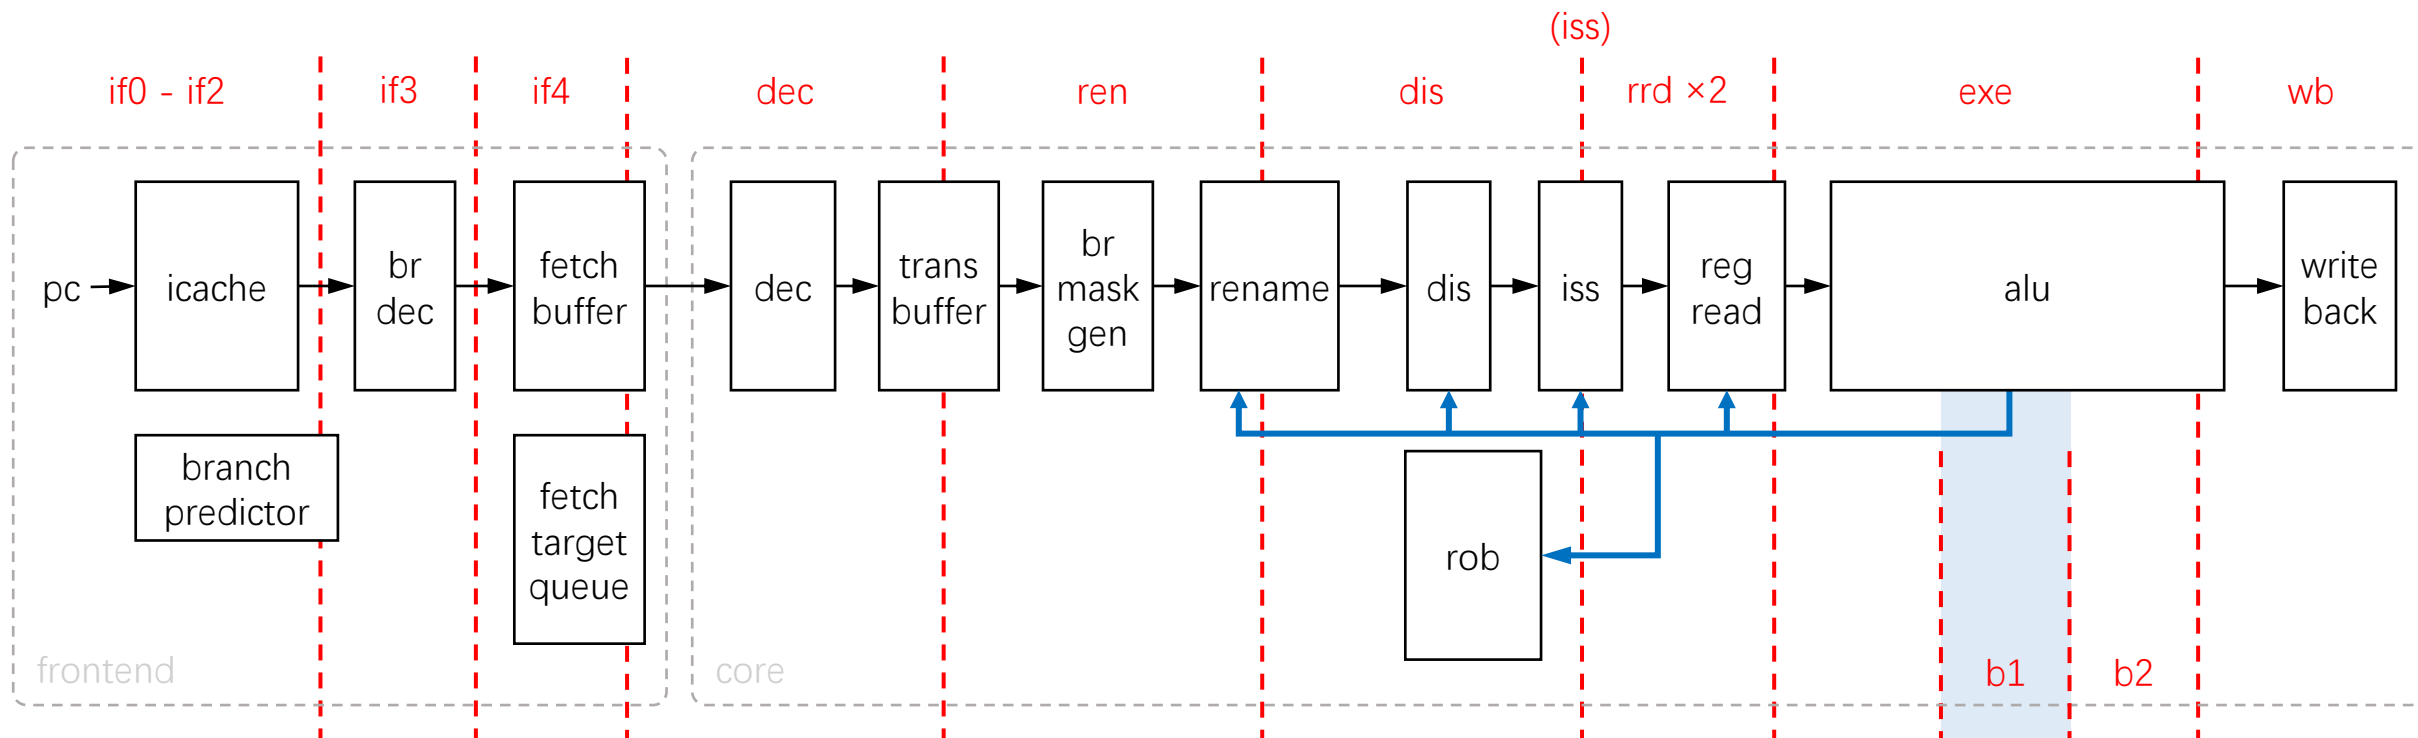 (iss)
if0 - if2
if3
if4
dec
ren
dis
rrd ×2
exe
wb
pc
icache
br
dec
fetch
buffer
dec
trans
buffer
br
mask
gen
rename
dis
iss
reg
read
alu
write
back
branch
predictor
fetch
target
queue
rob
frontend
core
b1
b2